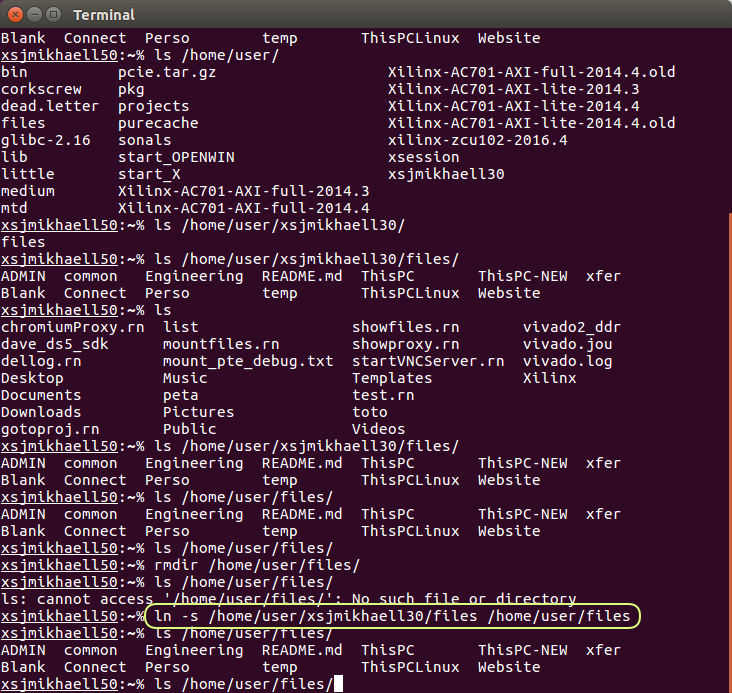 Terminal
Blank  Connect  Perso       temp       ThisPCLinux  Website
xsjmikhaell50:~% ls /home/user/
bin          pcie.tar.gz                   Xilinx-AC701-AXI-full-2014.4.old
corkscrew    pkg                           Xilinx-AC701-AXI-lite-2014.3
dead.letter  projects                      Xilinx-AC701-AXI-lite-2014.4
files        purecache                     Xilinx-AC701-AXI-lite-2014.4.old
glibc-2.16   sonals                        xilinx-zcu102-2016.4
lib          start_OPENWIN                 xsession
little       start_X                       xsjmikhaell30
medium       Xilinx-AC701-AXI-full-2014.3
mtd          Xilinx-AC701-AXI-full-2014.4
xsjmikhaell50:~% ls /home/user/xsjmikhaell30/
files
xsjmikhaell50:~% ls /home/user/xsjmikhaell30/files/
ADMIN  common   Engineering  README.md  ThisPC       ThisPC-NEW  xfer
Blank  Connect  Perso        temp       ThisPCLinux  Website
xsjmikhaell50:~% ls
chromiumProxy.rn  list                 showfiles.rn       vivado2_ddr
dave_ds5_sdk      mountfiles.rn        showproxy.rn       vivado.jou
dellog.rn         mount_pte_debug.txt  startVNCServer.rn  vivado.log
Desktop           Music                Templates          Xilinx
Documents         peta                 test.rn
Downloads         Pictures             toto
gotoproj.rn       Public               Videos
xsjmikhaell50:~% ls /home/user/xsjmikhaell30/files/
ADMIN  common   Engineering  README.md  ThisPC       ThisPC-NEW  xfer
Blank  Connect  Perso        temp       ThisPCLinux  Website
xsjmikhaell50:~% ls /home/user/files/
ADMIN  common   Engineering  README.md  ThisPC       ThisPC-NEW  xfer
Blank  Connect  Perso        temp       ThisPCLinux  Website
xsjmikhaell50:~% ls /home/user/files/
xsjmikhaell50:~% rmdir /home/user/files/
xsjmikhaell50:~% ls /home/user/files/
ls: cannot access '/home/user/files/': No such file or directory
xsjmikhaell50:~% ln -s /home/user/xsjmikhaell30/files /home/user/files
xsjmikhaell50:~% ls /home/user/files/
ADMIN  common   Engineering  README.md  ThisPC       ThisPC-NEW  xfer
Blank  Connect  Perso        temp       ThisPCLinux  Website
xsjmikhaell50:~% ls /home/user/files/